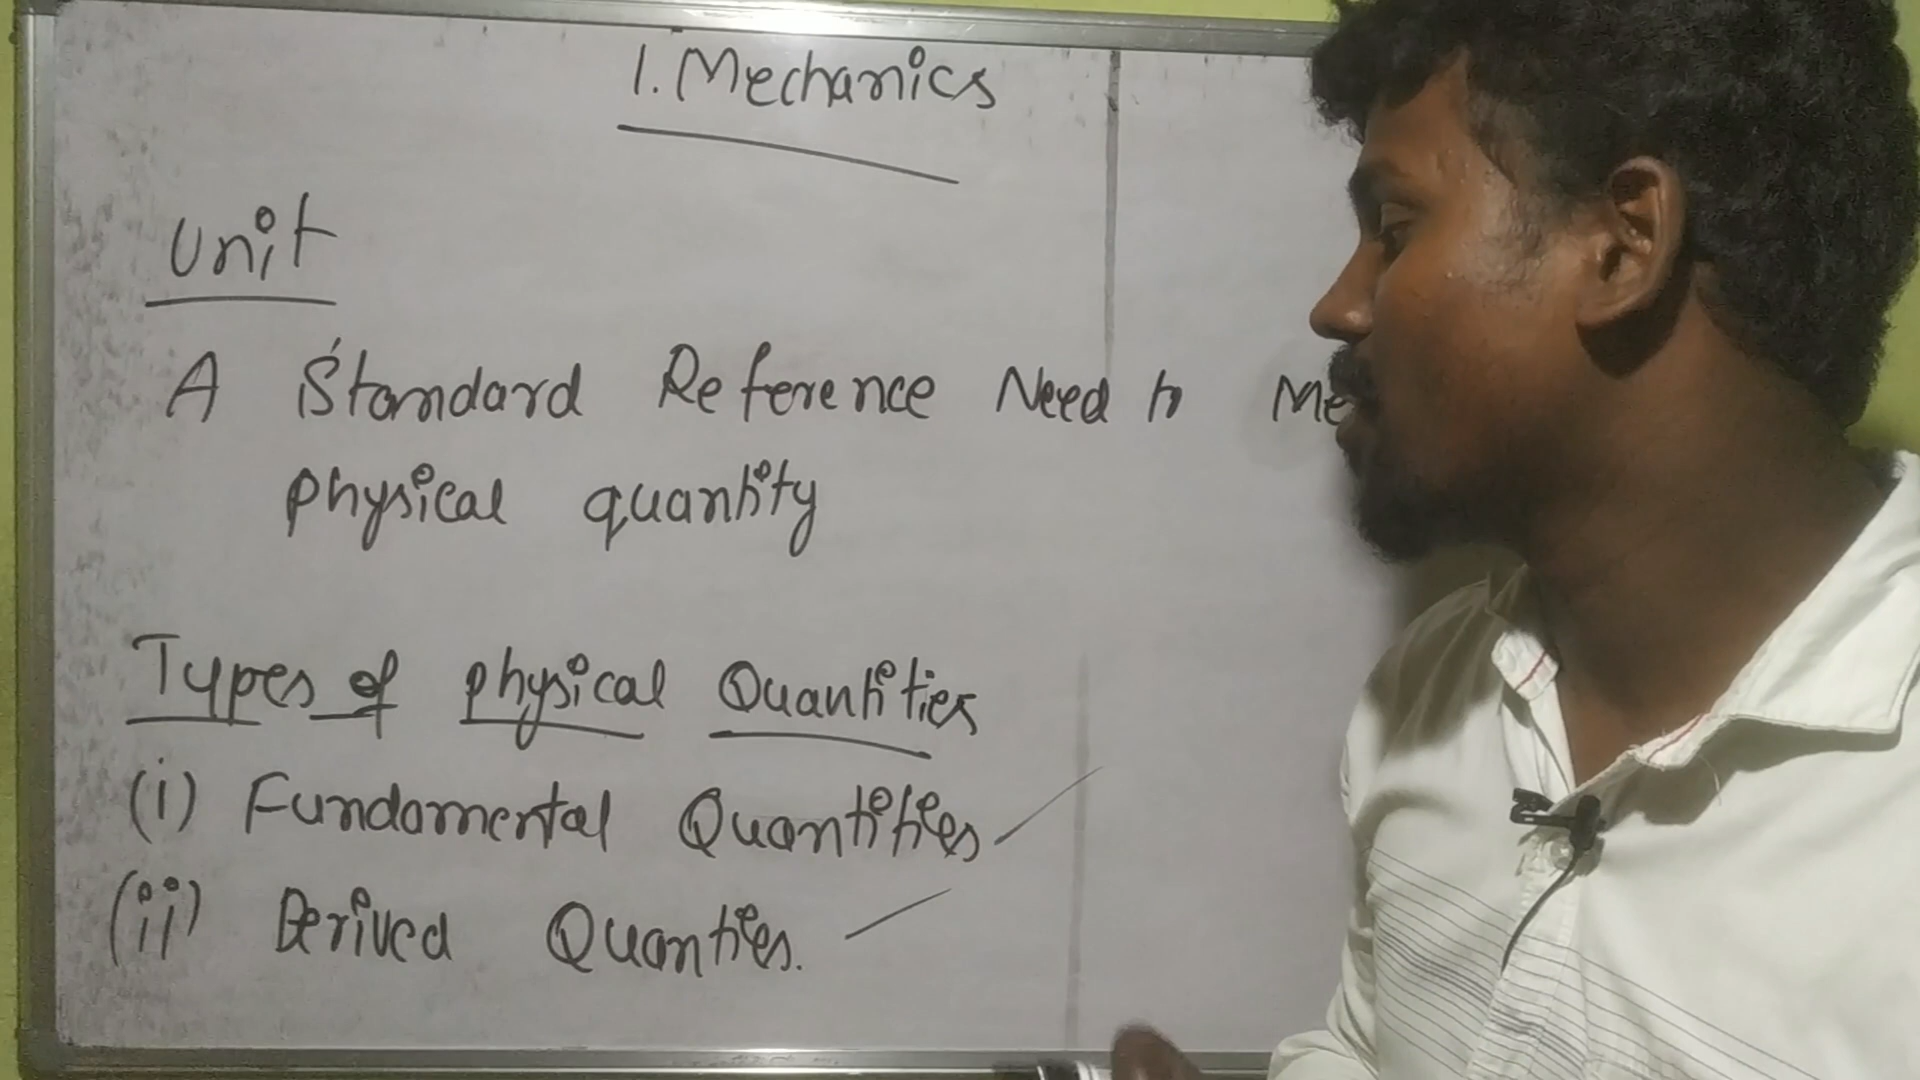 1. Mechanics
Unit
A Standard Reference Need to Me
physical quantity
Types of physical Quantities
(i) Fundamental Quantities
(ii) Derived Quanties.